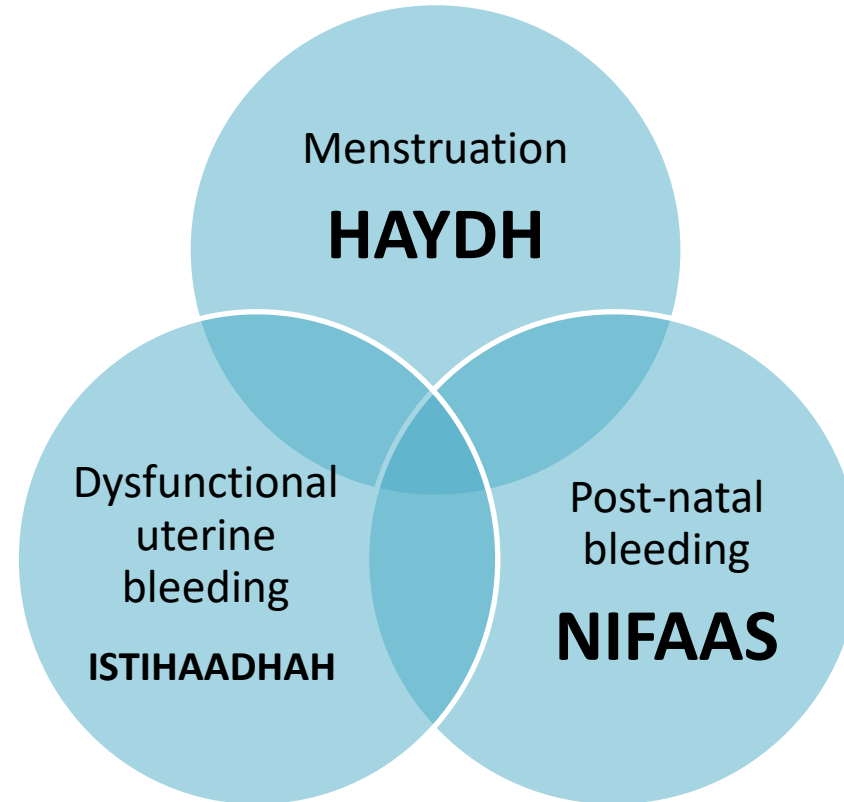 Menstruation
HAYDH
Dysfunctional
uterine
bleeding
ISTIHAADHAH
Post-natal
bleeding
NIFAAS